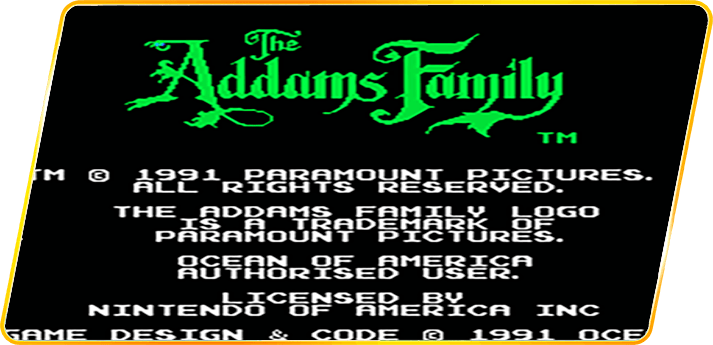 The
Addams Family
TM
TM © 1991 PARAMOUNT PICTURES.
ALL RIGHTS RESERVED.
THE ADDAMS FAMILY LOGO
IS A TRADEMARK OF
PARAMOUNT PICTURES.
OCEAN OF AMERICA
AUTHORISED USER.
LICENSED BY
NINTENDO OF AMERICA INC
GAME DESIGN & CODE © 1991 OCE